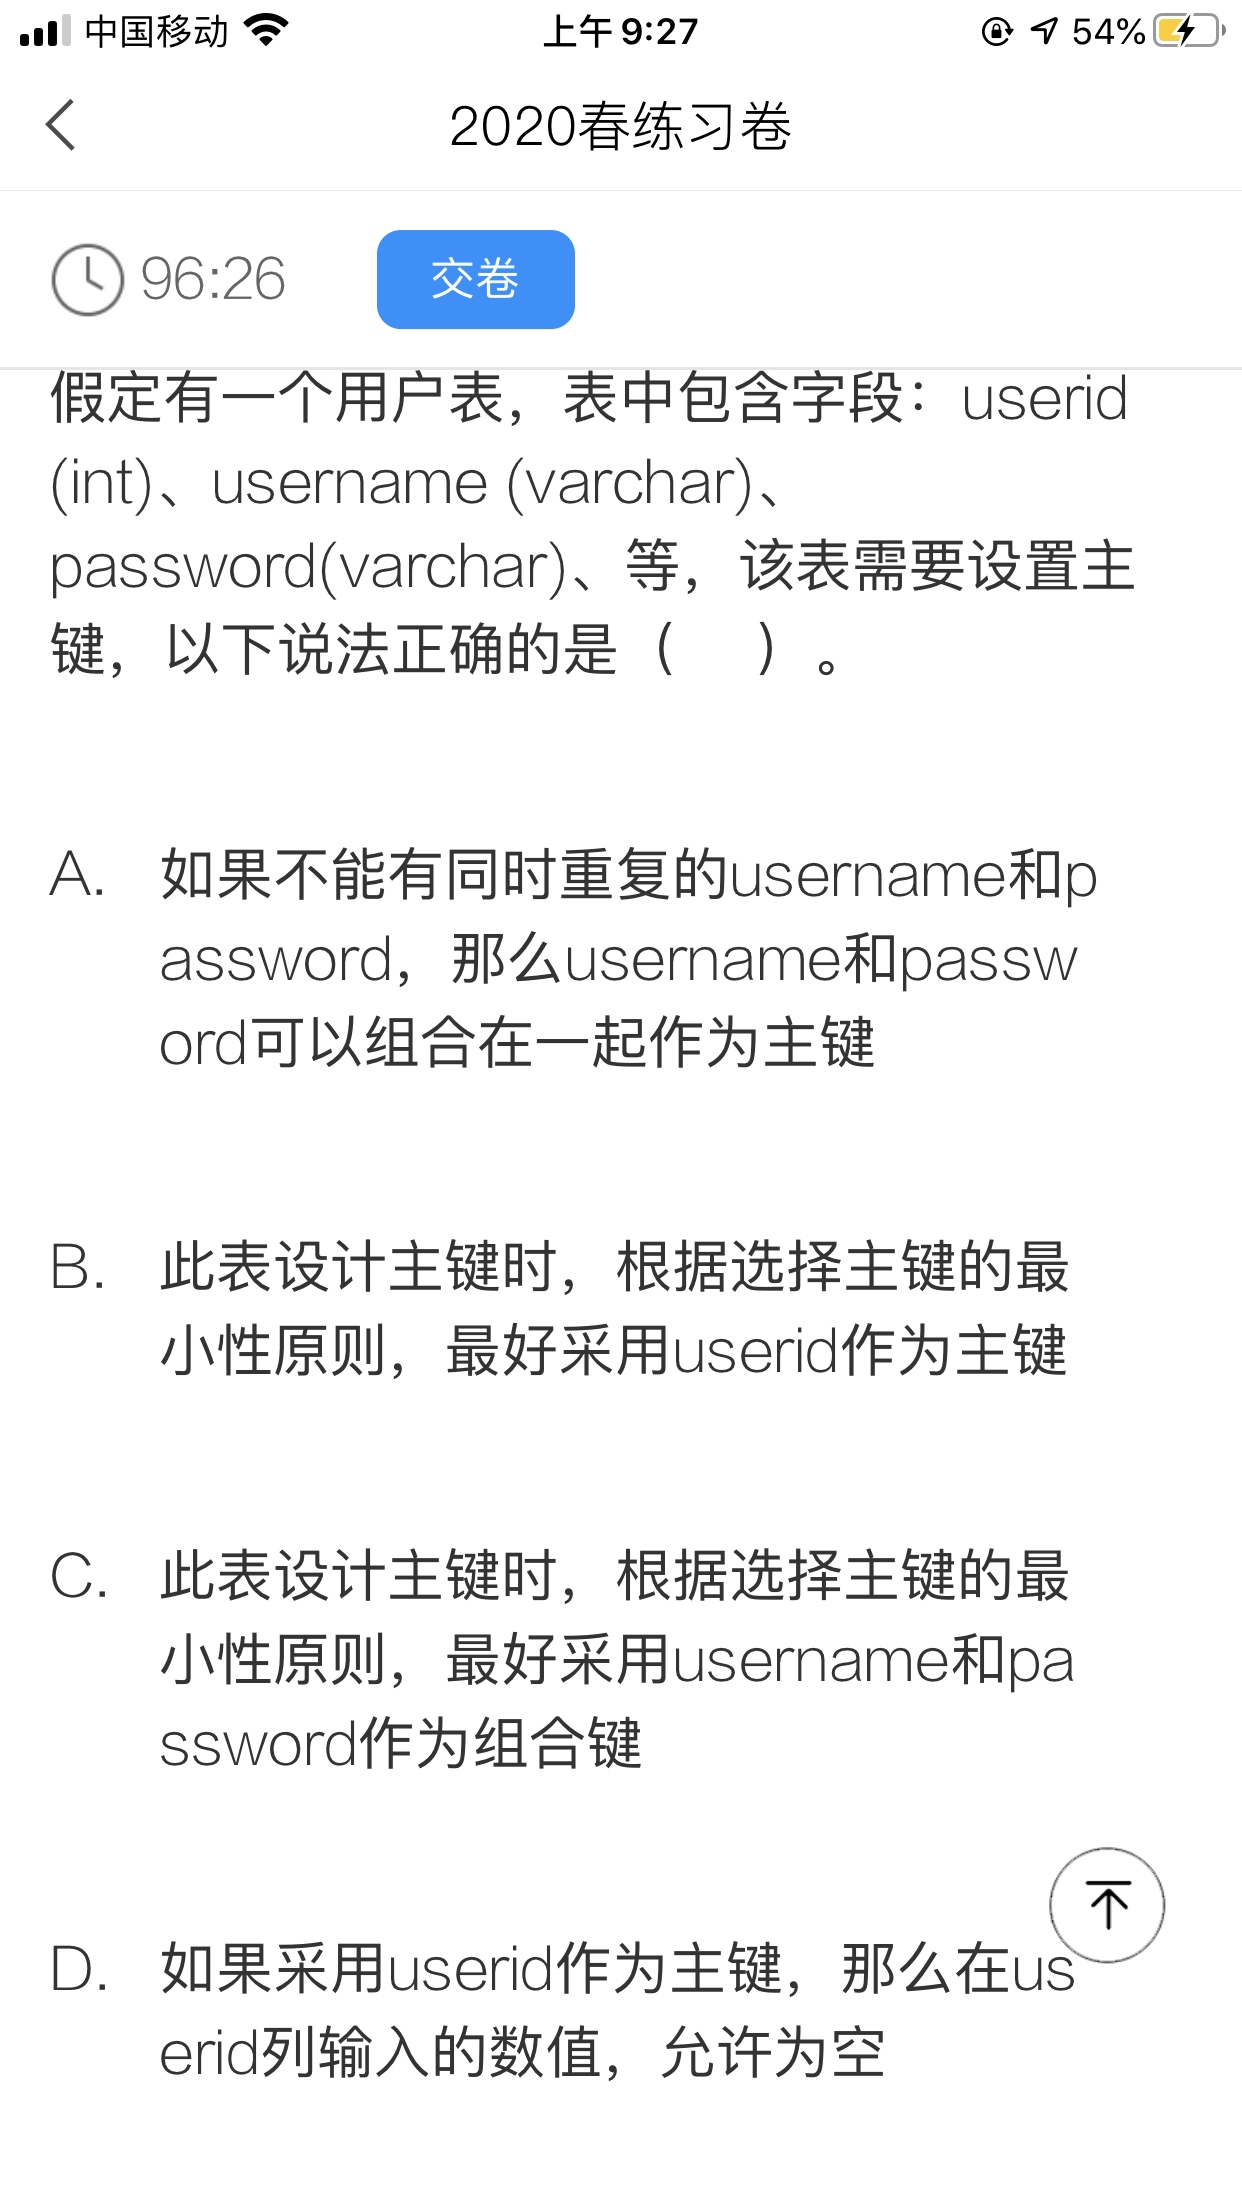 中国移动 上午 9:27 54%
2020春练习卷
96:26 交卷
假定有一个用户表，表中包含字段：userid
(int)、username (varchar)、
password(varchar)、等，该表需要设置主
键，以下说法正确的是（ ）。
A. 如果不能有同时重复的username和p
assword，那么username和passw
ord可以组合在一起作为主键
B. 此表设计主键时，根据选择主键的最
小性原则，最好采用userid作为主键
C. 此表设计主键时，根据选择主键的最
小性原则，最好采用username和pa
ssword作为组合键
D. 如果采用userid作为主键，那么在us
erid列输入的数值，允许为空